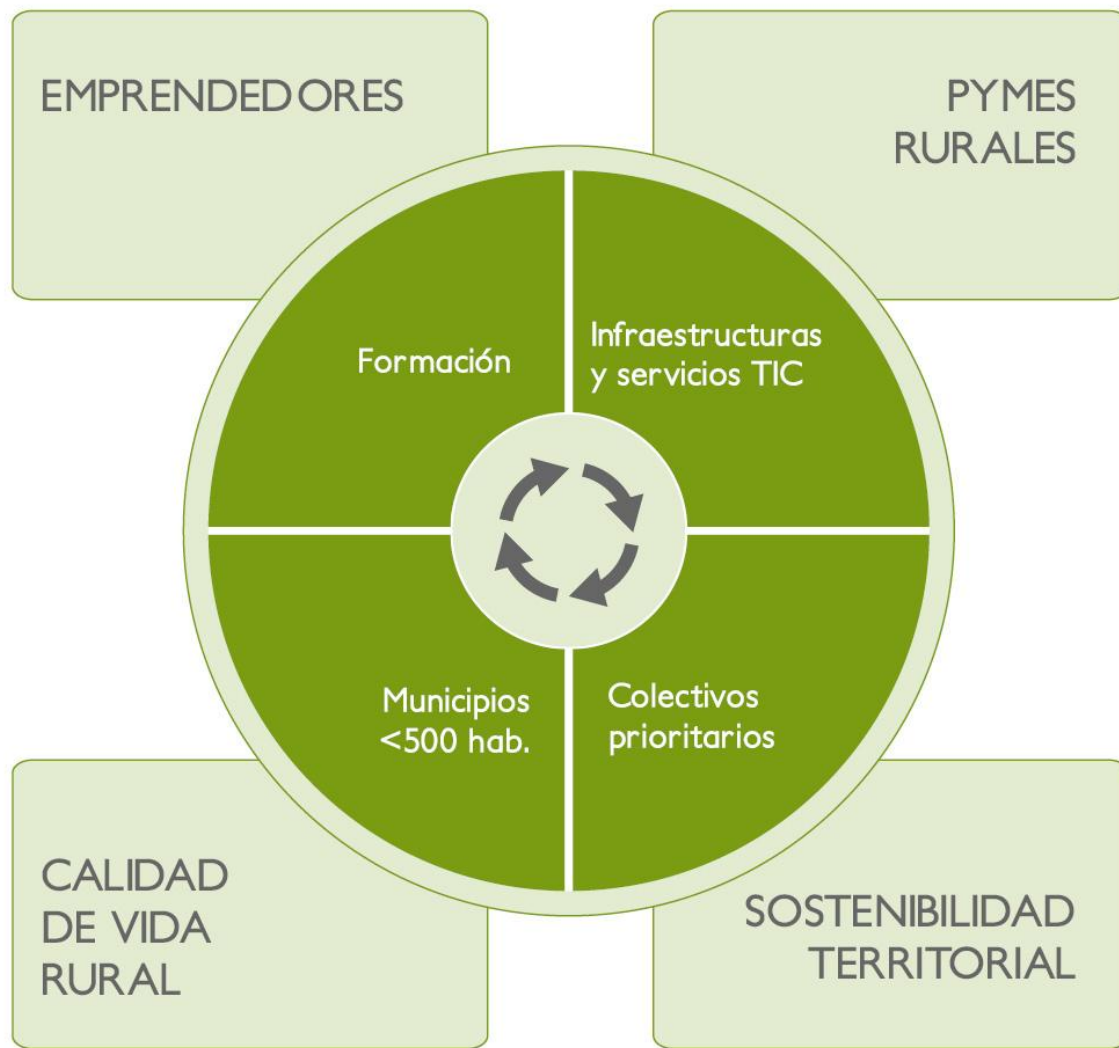 EMPRENDEDORES
PYMES
RURALES
Formación
Infraestructuras
y servicios TIC
Municipios
<500 hab.
Colectivos
prioritarios
CALIDAD
DE VIDA
RURAL
SOSTENIBILIDAD
TERRITORIAL